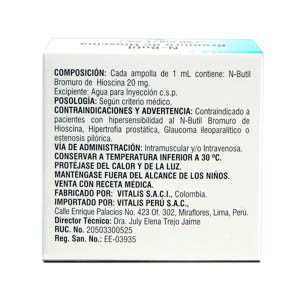 N-Butil
Bromuro de Hioscina
COMPOSICIÓN: Cada ampolla de 1 mL contiene: N-Butil
Bromuro de Hioscina 20 mg.
Excipiente: Agua para Inyección c.s.p.
POSOLOGÍA: Según criterio médico.
CONTRAINDICACIONES Y ADVERTENCIA: Contraindicado a
pacientes con hipersensibilidad al N-Butil Bromuro de
Hioscina, Hipertrofia prostática, Glaucoma ileoparalítico o
estenosis pilórica.
VÍA DE ADMINISTRACIÓN: Intramuscular y/o Intravenosa.
CONSERVAR A TEMPERATURA INFERIOR A 30 ºC.
PROTÉJASE DEL CALOR Y DE LA LUZ.
MANTÉNGASE FUERA DEL ALCANCE DE LOS NIÑOS.
VENTA CON RECETA MÉDICA.
FABRICADO POR: VITALIS S.A.C.I., Colombia.
IMPORTADO POR: VITALIS PERÚ S.A.C.,
Calle Enrique Palacios N° 423 Of. 302, Miraflores, Lima, Perú.
Director Técnico: Dra. July Elena Trejo Jaime
RUC. No. 20503300525
Reg. San. No.: EE-03935